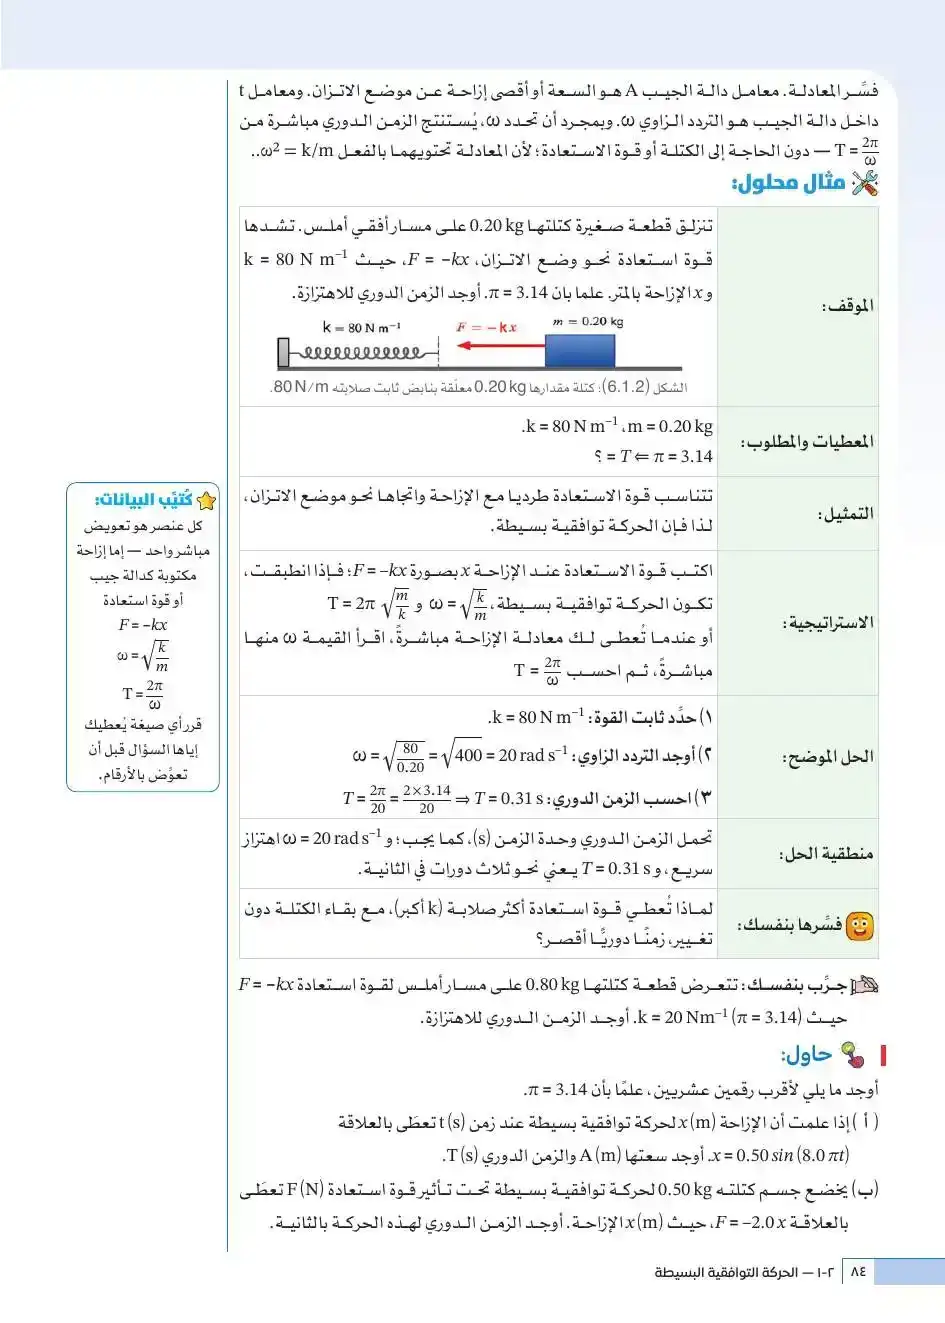 فسِّر المعادلة. معامل دالة الجيب A هو السعة أو أقصى إزاحة عن موضع الاتزان. ومعامل t
داخل دالة الجيب هو التردد الزاوي ω. وبمجرد أن تحدد ω، يُستنتج الزمن الدوري مباشرة من
T = 2π/ω — دون الحاجة إلى الكتلة أو قوة الاستعادة؛ لأن المعادلة تحتويهما بالفعل ω² = k/m..
مثال محلول:
الموقف:
تنزلق قطعة صغيرة كتلتها 0.20 kg على مسار أفقي أملس. تشدها
قوة استعادة نحو وضع الاتزان، F = −kx، حيث k = 80 N m⁻¹
و x الإزاحة بالمتر. علما بان π = 3.14. أوجد الزمن الدوري للاهتزازة.
k = 80 N m⁻¹
F = − k x
m = 0.20 kg
الشكل (6.1.2): كتلة مقدارها 0.20 kg معلّقة بنابض ثابت صلابته 80 N/m.
المعطيات والمطلوب:
k = 80 N m⁻¹ ،m = 0.20 kg.
π = 3.14 ⇐ T = ؟
التمثيل:
تتناسب قوة الاستعادة طرديا مع الإزاحة واتجاها نحو موضع الاتزان،
لذا فإن الحركة توافقية بسيطة.
الاستراتيجية:
اكتب قوة الاستعادة عند الإزاحة x بصورة F = −kx؛ فإذا انطبقت،
تكون الحركة توافقية بسيطة، ω = √(k/m) و T = 2π √(m/k)
أو عندما تُعطى لك معادلة الإزاحة مباشرةً، اقرأ القيمة ω منها
مباشرةً، ثم احسب T = 2π/ω
الحل الموضح:
١) حدِّد ثابت القوة: k = 80 N m⁻¹.
٢) أوجد التردد الزاوي: ω = √(80/0.20) = √400 = 20 rad s⁻¹
٣) احسب الزمن الدوري: T = 2π/20 = 2×3.14/20 ⇒ T = 0.31 s
منطقية الحل:
تحمل الزمن الدوري وحدة الزمن (s)، كما يجب؛ و ω = 20 rad s⁻¹ اهتزاز
سريع، و T = 0.31 s يعني نحو ثلاث دورات في الثانية.
فسِّرها بنفسك:
لماذا تُعطي قوة استعادة أكثر صلابة (k أكبر)، مع بقاء الكتلة دون
تغيير، زمنًا دوريًا أقصر؟
جرِّب بنفسك: تتعرض قطعة كتلتها 0.80 kg على مسار أملس لقوة استعادة F = −kx
حيث k = 20 Nm⁻¹ (π = 3.14). أوجد الزمن الدوري للاهتزازة.
حاول:
أوجد ما يلي لأقرب رقمين عشريين، علمًا بأن π = 3.14.
( أ ) إذا علمت أن الإزاحة x (m) لحركة توافقية بسيطة عند زمن t (s) تعطى بالعلاقة
x = 0.50 sin (8.0 πt). أوجد سعتها A (m) والزمن الدوري T (s).
(ب) يخضع جسم كتلته 0.50 kg لحركة توافقية بسيطة تحت تأثير قوة استعادة F (N) تعطى
بالعلاقة F = −2.0 x، حيث x (m) الإزاحة. أوجد الزمن الدوري لهذه الحركة بالثانية.
كُتيِّب البيانات:
كل عنصر هو تعويض
مباشر واحد — إما إزاحة
مكتوبة كدالة جيب
أو قوة استعادة
F = −kx
ω = √(k/m)
T = 2π/ω
قرر أي صيغة يُعطيك
إياها السؤال قبل أن
تعوِّض بالأرقام.
٨٤ ٢-١ — الحركة التوافقية البسيطة